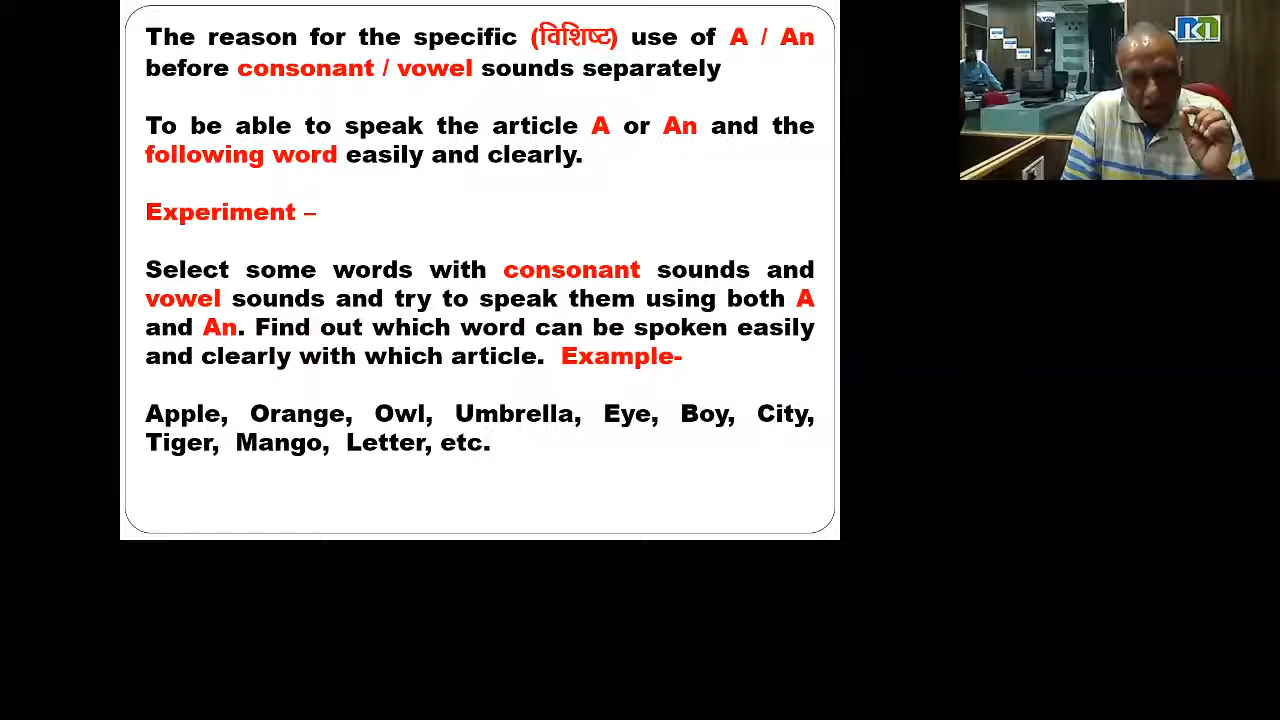 The reason for the specific (विशिष्ट) use of A / An
before consonant / vowel sounds separately
To be able to speak the article A or An and the
following word easily and clearly.
Experiment –
Select some words with consonant sounds and
vowel sounds and try to speak them using both A
and An. Find out which word can be spoken easily
and clearly with which article. Example-
Apple, Orange, Owl, Umbrella, Eye, Boy, City,
Tiger, Mango, Letter, etc.